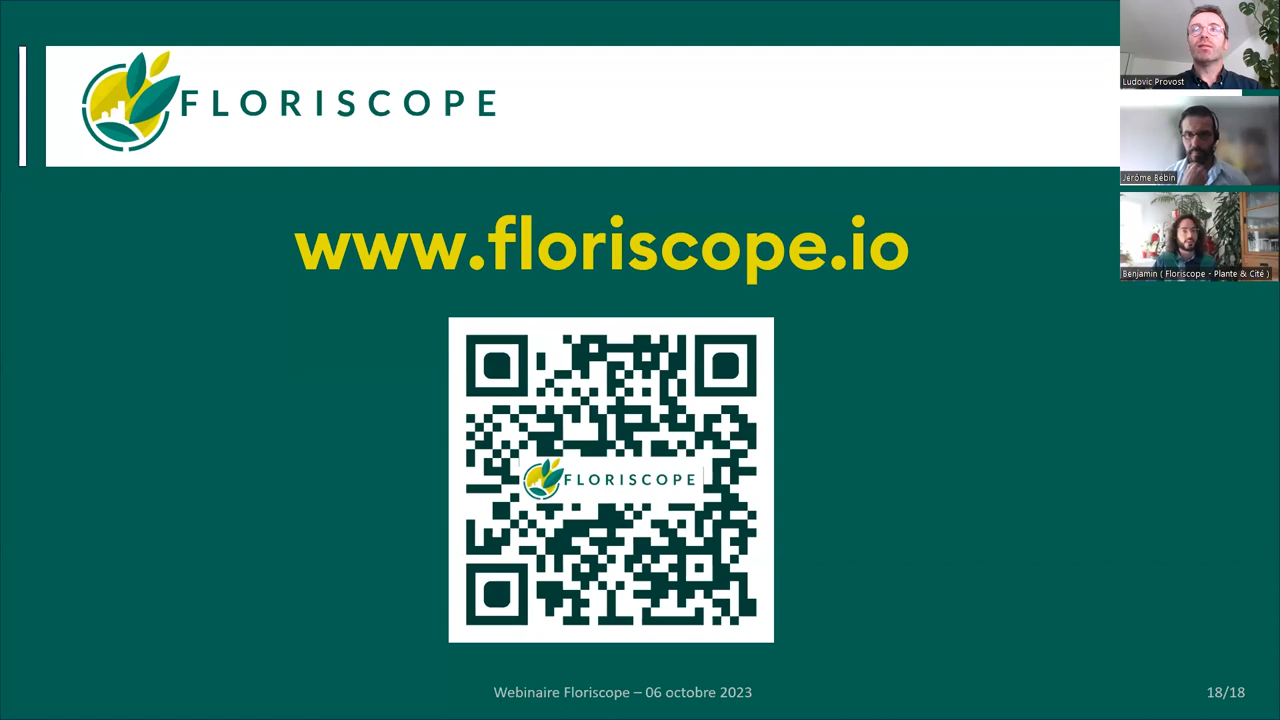 FLORISCOPE
Ludovic Provost
Jérôme Bébin
www.floriscope.io
Benjamin ( Floriscope - Plante & Cité )
FLORISCOPE
Webinaire Floriscope – 06 octobre 2023
18/18